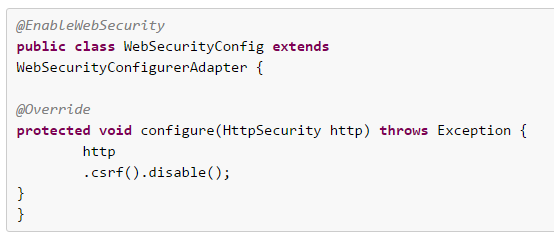 @EnableWebSecurity
public class WebSecurityConfig extends
WebSecurityConfigurerAdapter {
@Override
protected void configure(HttpSecurity http) throws Exception {
http
.csrf().disable();
}
}